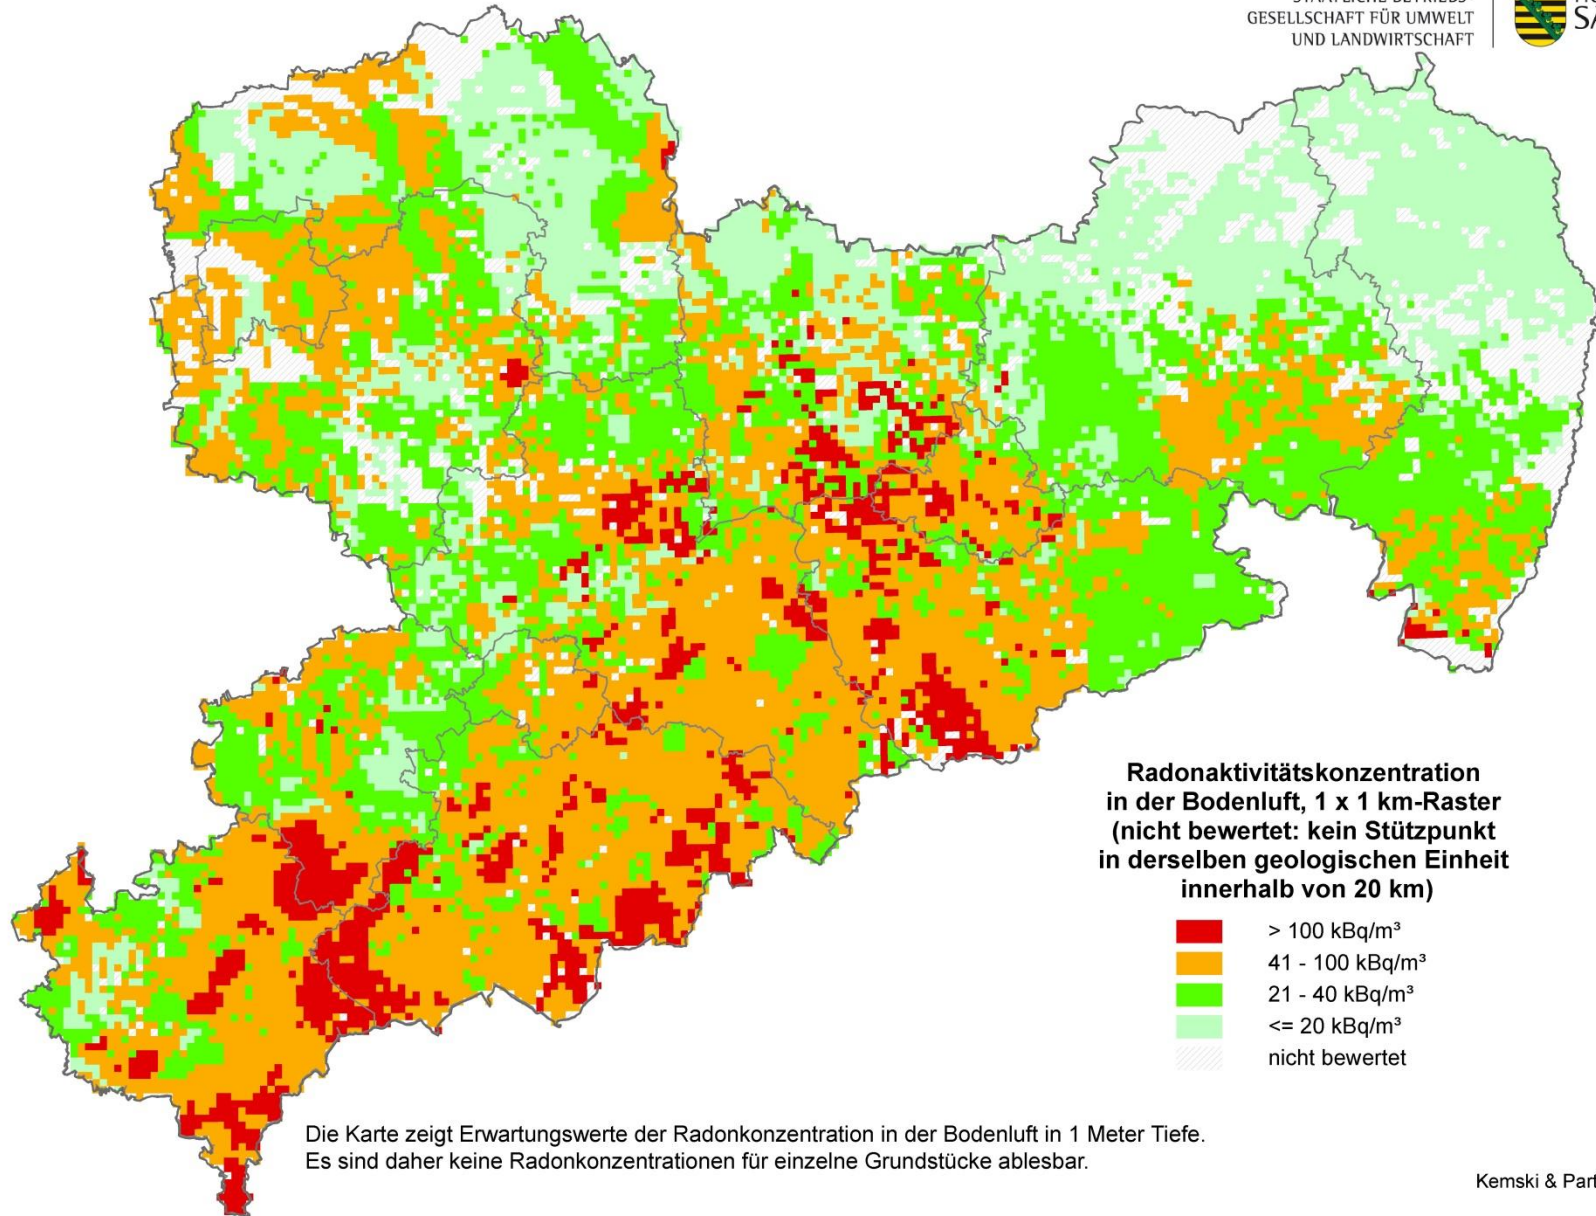 GESELLSCHAFT FÜR UMWELT
UND LANDWIRTSCHAFT
Radonaktivitätskonzentration
in der Bodenluft, 1 x 1 km-Raster
(nicht bewertet: kein Stützpunkt
in derselben geologischen Einheit
innerhalb von 20 km)
> 100 kBq/m³
41 - 100 kBq/m³
21 - 40 kBq/m³
<= 20 kBq/m³
nicht bewertet
Die Karte zeigt Erwartungswerte der Radonkonzentration in der Bodenluft in 1 Meter Tiefe.
Es sind daher keine Radonkonzentrationen für einzelne Grundstücke ablesbar.
Kemski & Part